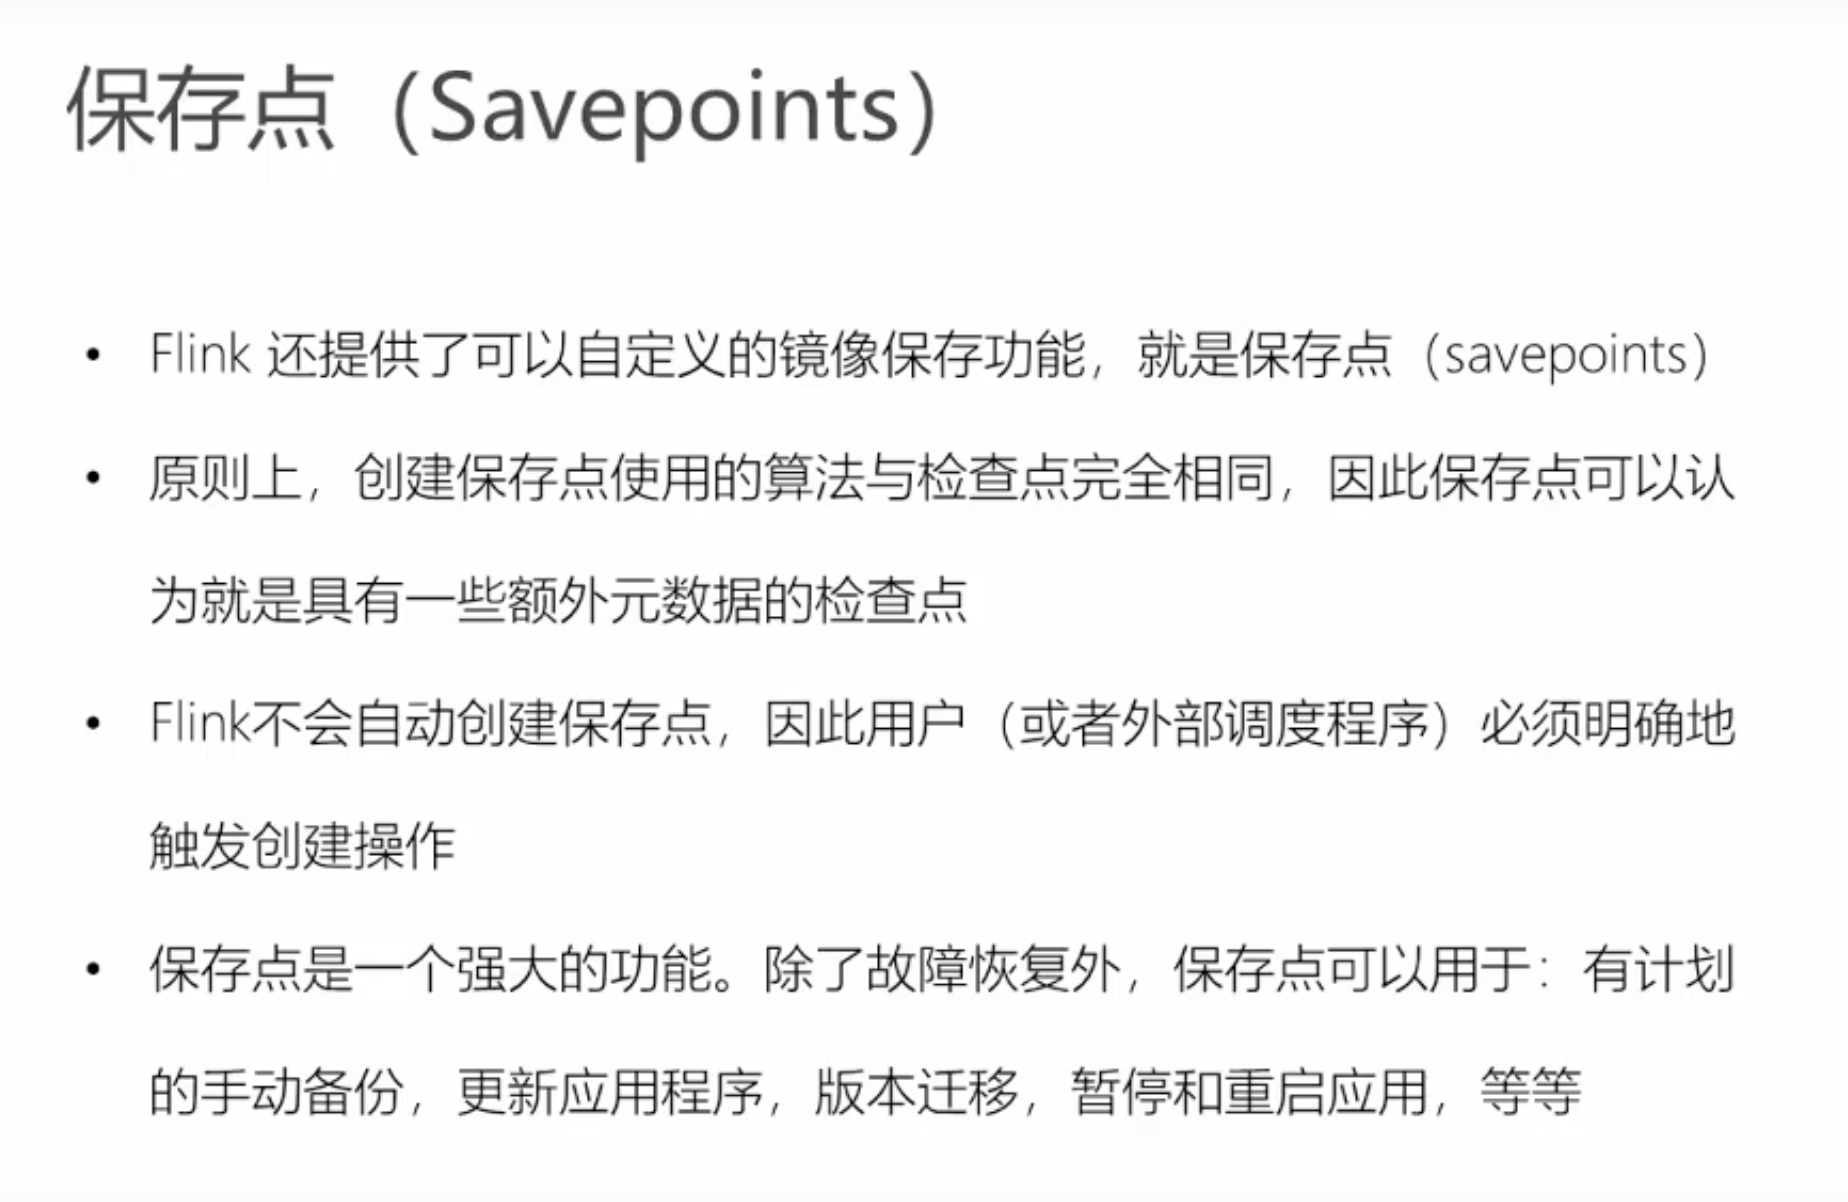 保存点（Savepoints）
• Flink 还提供了可以自定义的镜像保存功能，就是保存点（savepoints）
• 原则上，创建保存点使用的算法与检查点完全相同，因此保存点可以认
为就是具有一些额外元数据的检查点
• Flink不会自动创建保存点，因此用户（或者外部调度程序）必须明确地
触发创建操作
• 保存点是一个强大的功能。除了故障恢复外，保存点可以用于：有计划
的手动备份，更新应用程序，版本迁移，暂停和重启应用，等等